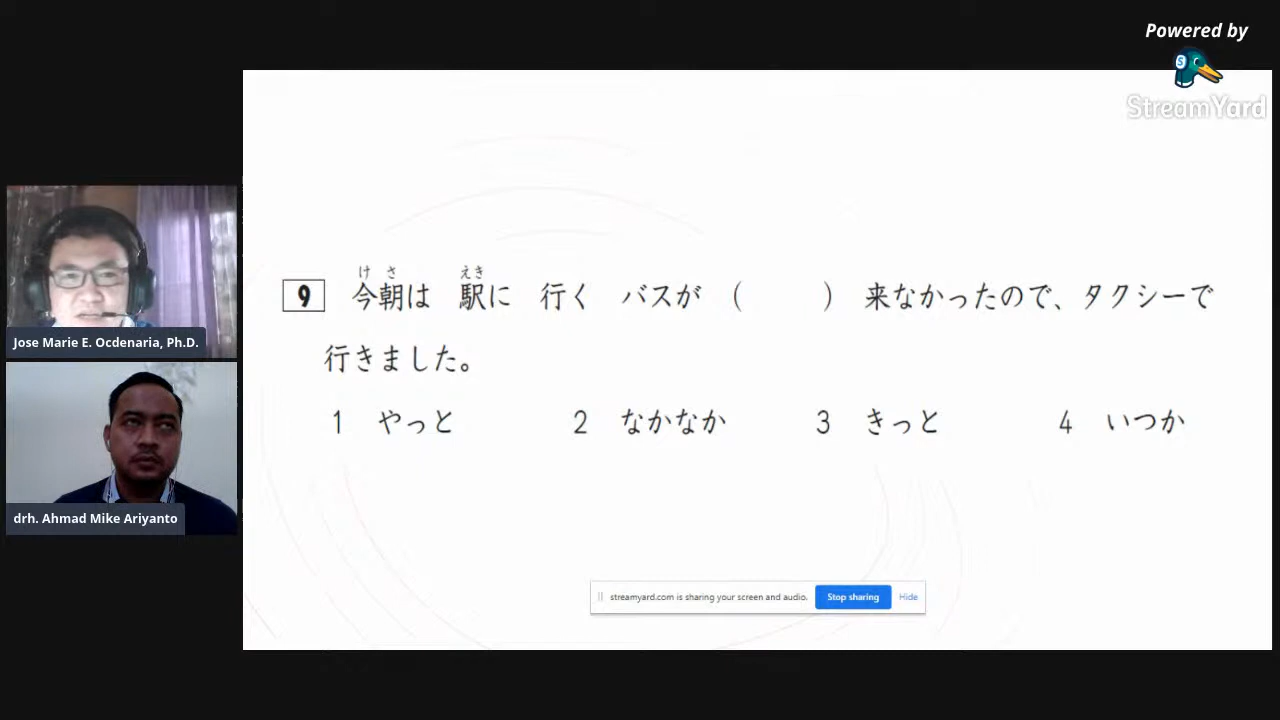 Powered by
StreamYard
けさ えき
9 今朝は 駅に 行く バスが ( ) 来なかったので、タクシーで
行きました。
1 やっと 2 なかなか 3 きっと 4 いつか
Jose Marie E. Ocdenaria, Ph.D.
drh. Ahmad Mike Ariyanto
streamyard.com is sharing your screen and audio. Stop sharing Hide